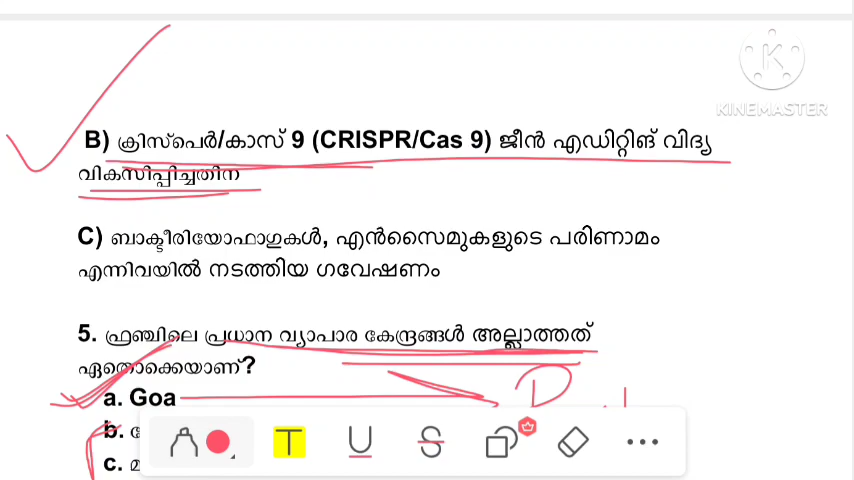 KINEMASTER
B) ക്രിസ്പെർ/കാസ് 9 (CRISPR/Cas 9) ജീൻ എഡിറ്റിങ് വിദ്യ
വികസിപ്പിച്ചതിന
C) ബാക്ടീരിയോഫാഗുകൾ, എൻസൈമുകളുടെ പരിണാമം
എന്നിവയിൽ നടത്തിയ ഗവേഷണം
5. ഫ്രഞ്ചിലെ പ്രധാന വ്യാപാര കേന്ദ്രങ്ങൾ അല്ലാത്തത്
ഏതൊക്കെയാണ്?
a. Goa
D
b.
c.